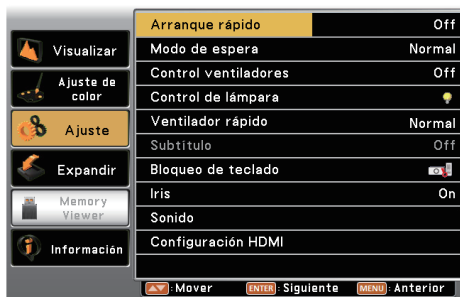 Visualizar
Ajuste de
color
Ajuste
Expandir
Memory
Viewer
Información
Arranque rápido Off
Modo de espera Normal
Control ventiladores Off
Control de lámpara
Ventilador rápido Normal
Subtítulo Off
Bloqueo de teclado
Iris On
Sonido
Configuración HDMI
:Mover ENTER :Siguiente MENU :Anterior